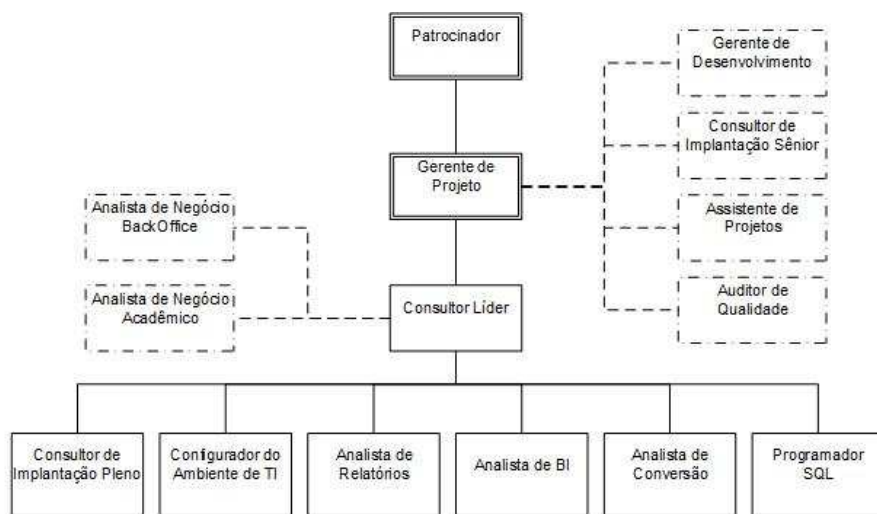 Patrocinador
Gerente de
Desenvolvimento
Consultor de
Implantação Sênior
Gerente de
Projeto
Analista de Negócio
BackOffice
Assistente de
Projetos
Analista de Negócio
Acadêmico
Consultor Líder
Auditor de
Qualidade
Consultor de
Implantação Pleno
Configurador do
Ambiente de TI
Analista de
Relatórios
Analista de BI
Analista de
Conversão
Programador
SQL